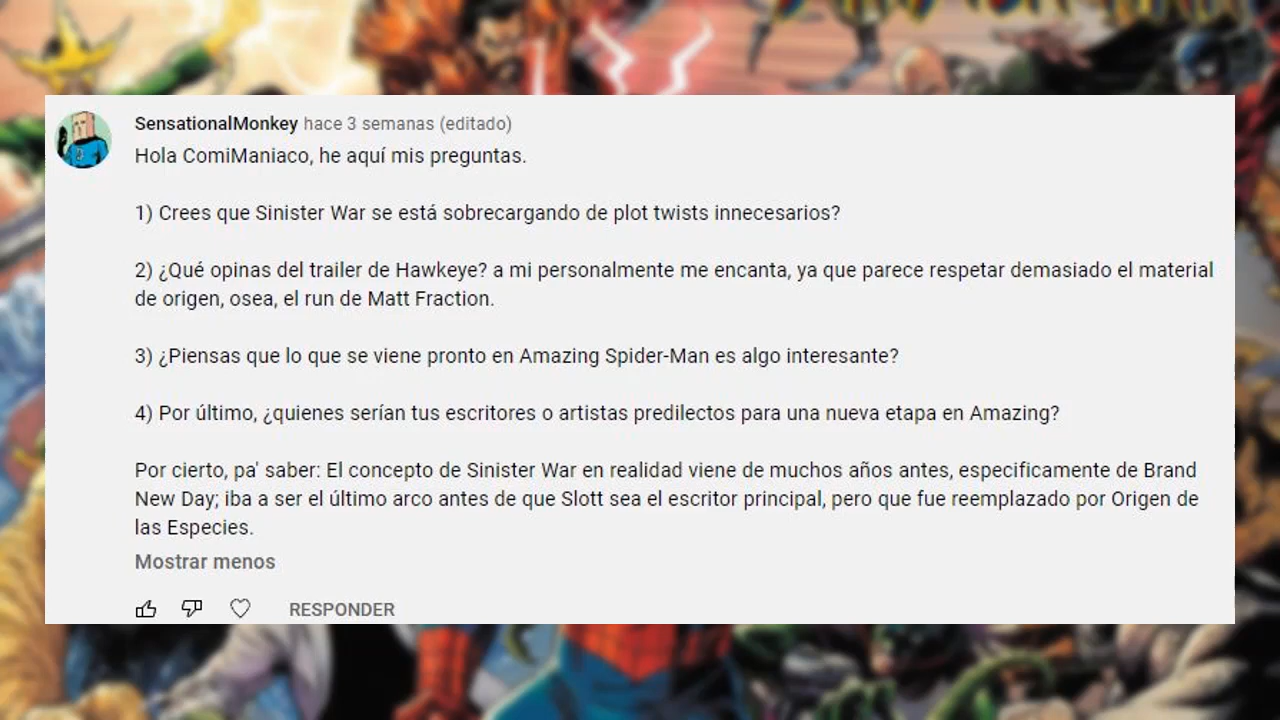 SensationalMonkey hace 3 semanas (editado)
Hola ComiManiaco, he aquí mis preguntas.
1) Crees que Sinister War se está sobrecargando de plot twists innecesarios?
2) ¿Qué opinas del trailer de Hawkeye? a mi personalmente me encanta, ya que parece respetar demasiado el material
de origen, osea, el run de Matt Fraction.
3) ¿Piensas que lo que se viene pronto en Amazing Spider-Man es algo interesante?
4) Por último, ¿quienes serían tus escritores o artistas predilectos para una nueva etapa en Amazing?
Por cierto, pa' saber: El concepto de Sinister War en realidad viene de muchos años antes, especificamente de Brand
New Day; iba a ser el último arco antes de que Slott sea el escritor principal, pero que fue reemplazado por Origen de
las Especies.
Mostrar menos
RESPONDER